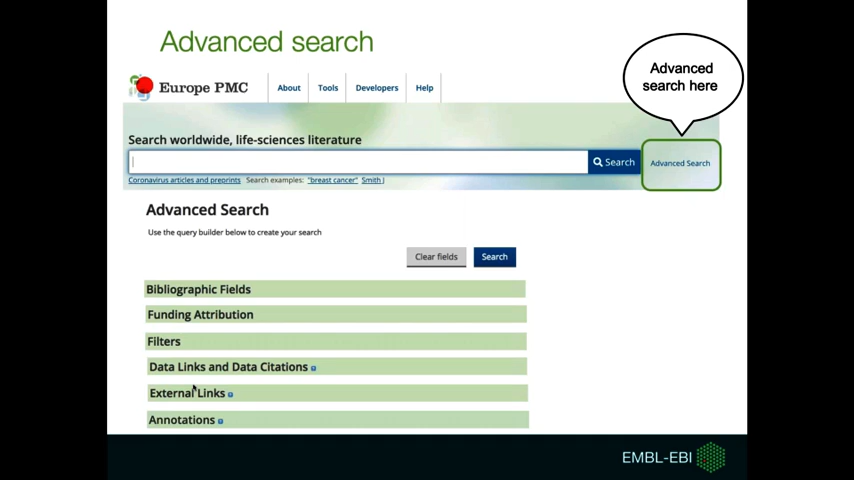 Advanced search
Advanced
search here
Europe PMC
About
Tools
Developers
Help
Search worldwide, life-sciences literature
Search
Advanced Search
Coronavirus articles and preprints Search examples: "breast cancer", Smith J
Advanced Search
Use the query builder below to create your search
Clear fields
Search
Bibliographic Fields
Funding Attribution
Filters
Data Links and Data Citations
External Links
Annotations
EMBL-EBI